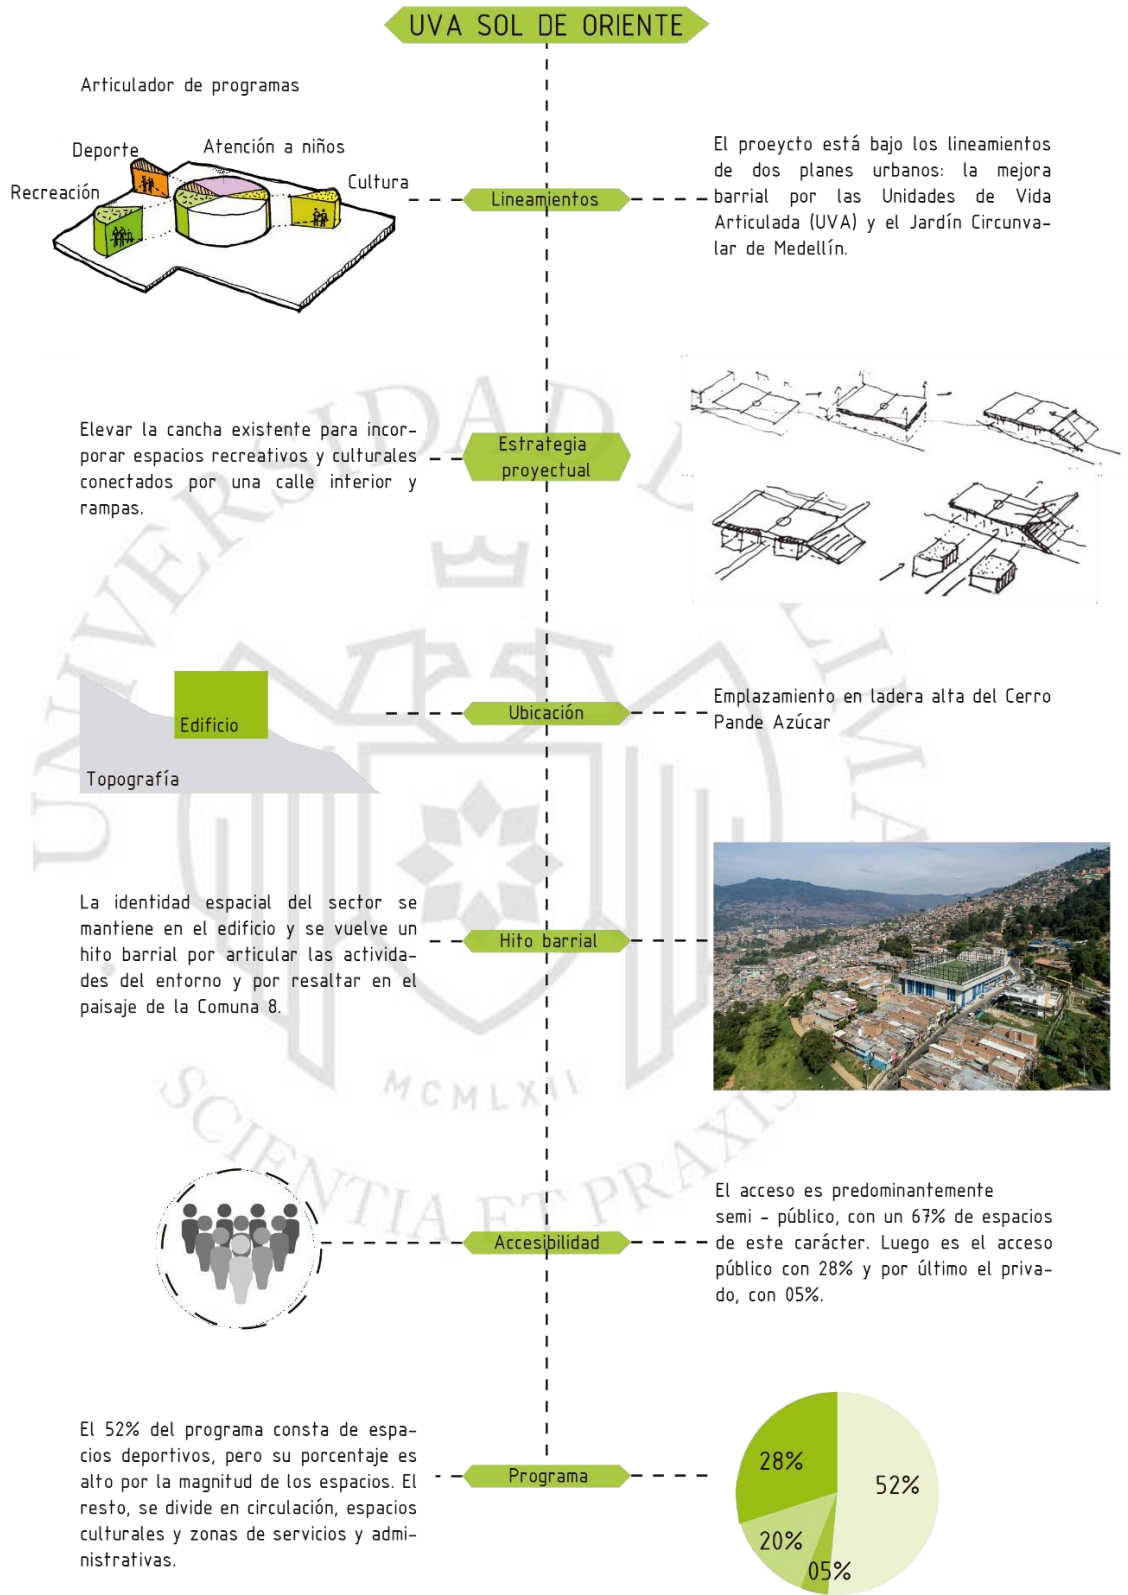 UVA SOL DE ORIENTE
Articulador de programas
Deporte
Atención a niños
Recreación
Cultura
Lineamientos
El proeycto está bajo los lineamientos
de dos planes urbanos: la mejora
barrial por las Unidades de Vida
Articulada (UVA) y el Jardín Circunva-
lar de Medellín.
Elevar la cancha existente para incor-
porar espacios recreativos y culturales
conectados por una calle interior y
rampas.
Estrategia
proyectual
Edificio
Topografía
Ubicación
Emplazamiento en ladera alta del Cerro
Pande Azúcar
La identidad espacial del sector se
mantiene en el edificio y se vuelve un
hito barrial por articular las activida-
des del entorno y por resaltar en el
paisaje de la Comuna 8.
Hito barrial
Accesibilidad
El acceso es predominantemente
semi - público, con un 67% de espacios
de este carácter. Luego es el acceso
público con 28% y por último el priva-
do, con 05%.
El 52% del programa consta de espa-
cios deportivos, pero su porcentaje es
alto por la magnitud de los espacios. El
resto, se divide en circulación, espacios
culturales y zonas de servicios y admi-
nistrativas.
Programa
28%
52%
20%
05%
UNIVERSIDAD DE LIMA
MCMLXII
SCIENTIA ET PRAXIS